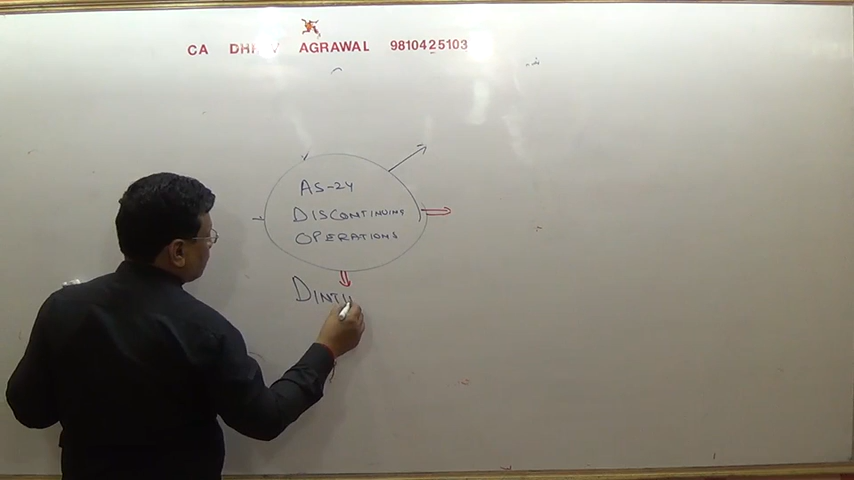 CA DHRUV AGRAWAL 9810425103
AS-24
DISCONTINUING
OPERATIONS